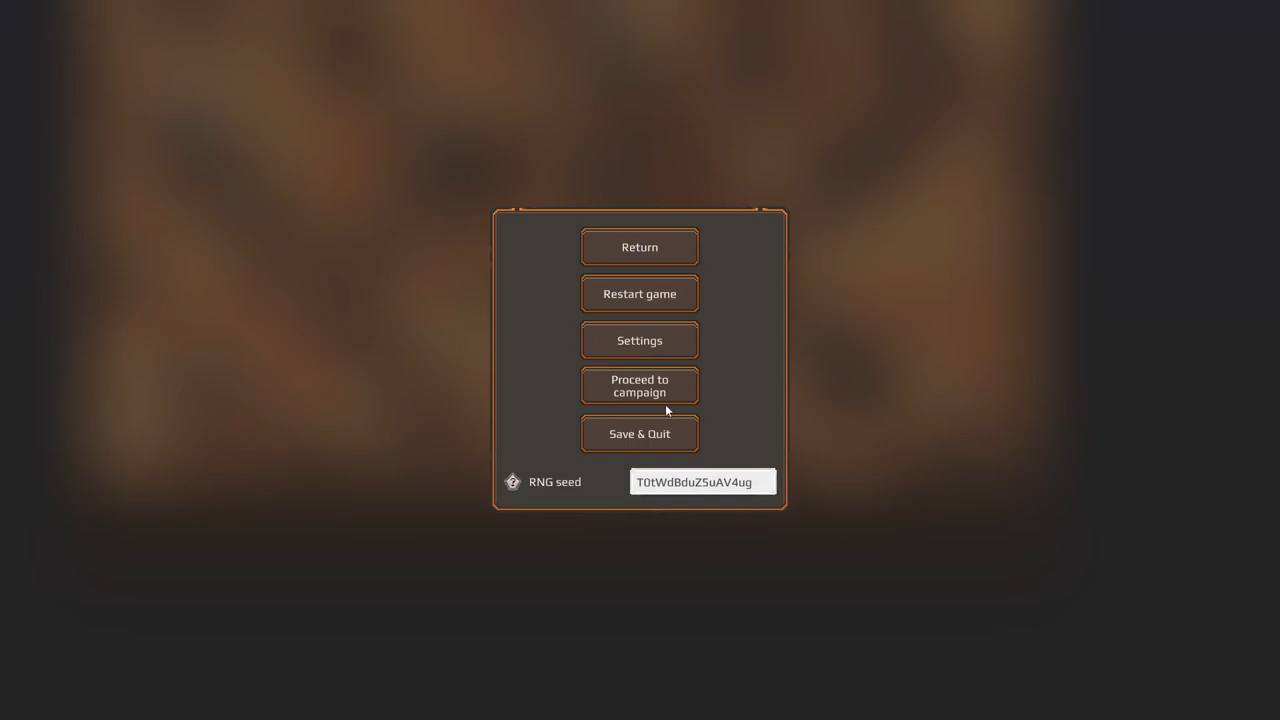 Return
Restart game
Settings
Proceed to
campaign
Save & Quit
RNG seed T0tWdBduZ5uAV4ug